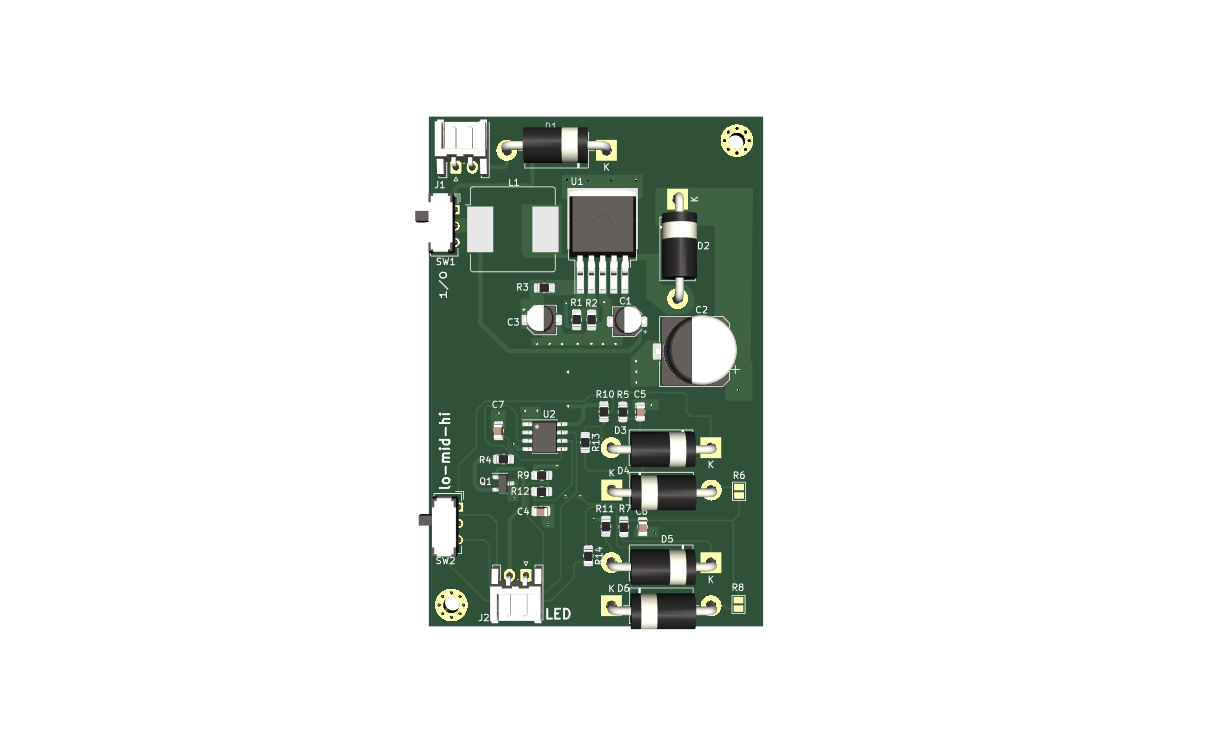 D1
K
J1
U1
L1
K
D2
SW1
1/O
R3
R1
R2
C1
C3
C2
+
R10
R5
C5
C7
U2
lo-mid-hi
D3
R13
K
R4
K
D4
R9
Q1
R6
R12
R11
R7
C6
C4
D5
SW2
R14
K
K
D6
R8
J2
LED